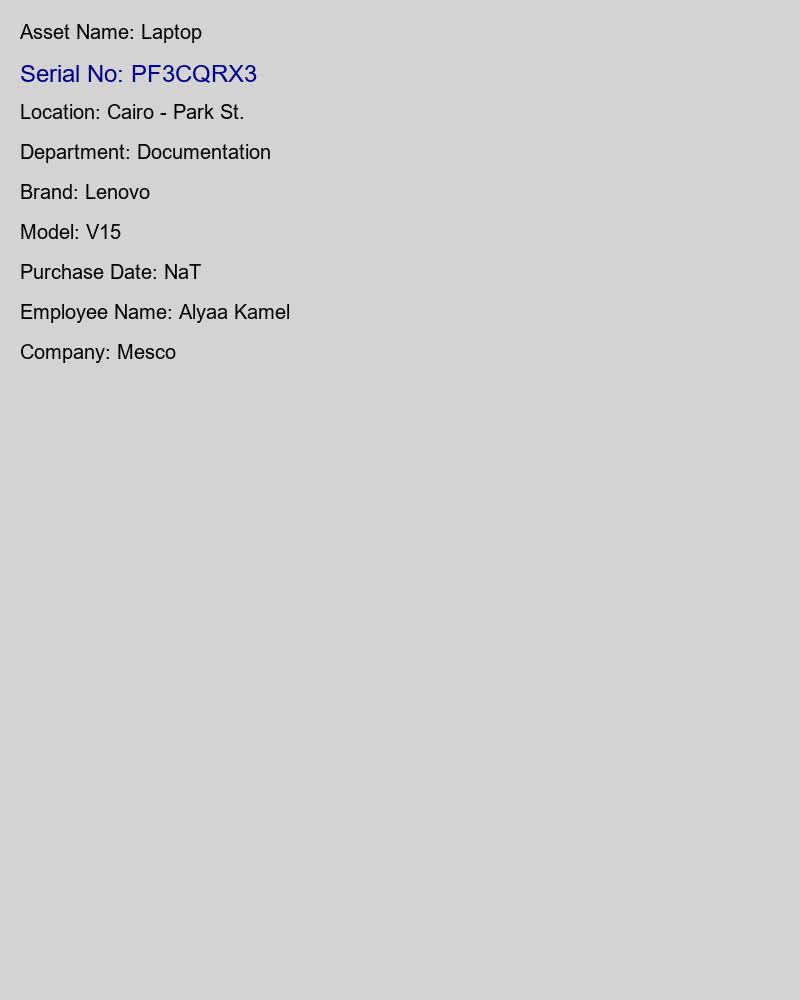 Asset Name: Laptop
Serial No: PF3CQRX3
Location: Cairo - Park St.
Department: Documentation
Brand: Lenovo
Model: V15
Purchase Date: NaT
Employee Name: Alyaa Kamel
Company: Mesco